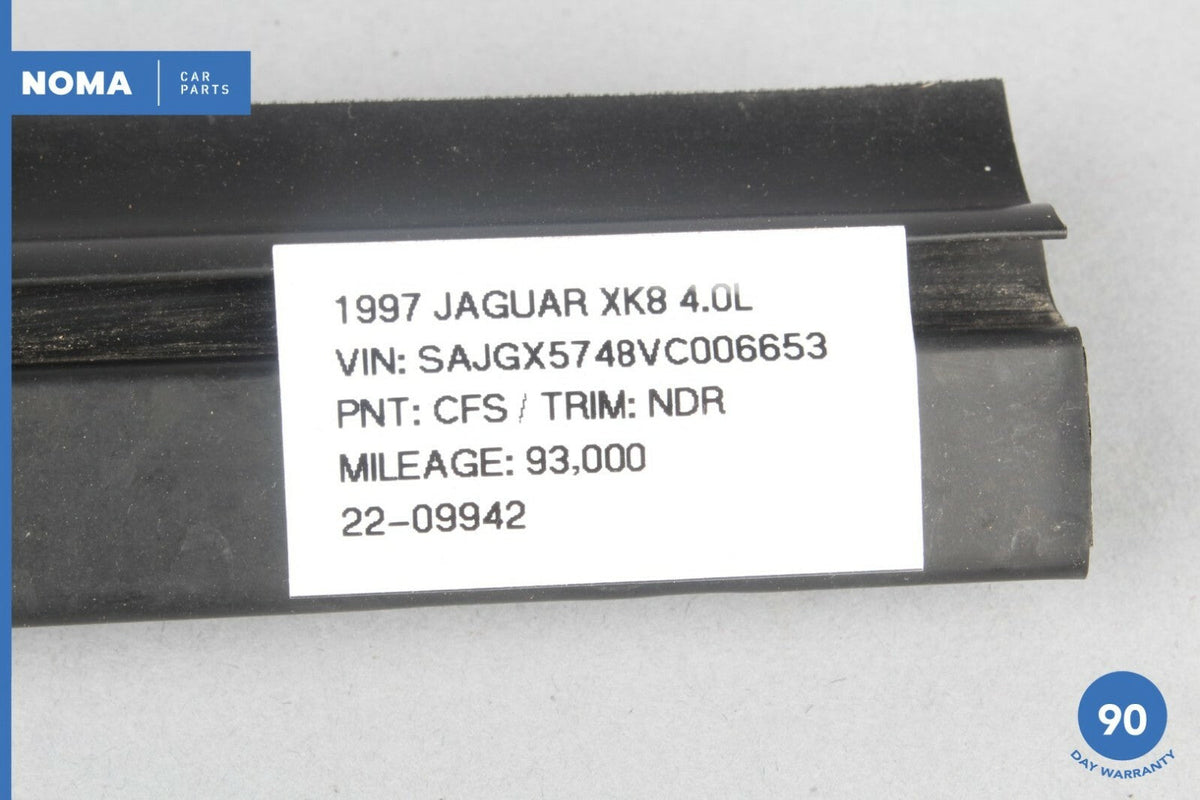 NOMA
CAR
PARTS
1997 JAGUAR XK8 4.0L
VIN: SAJGX5748VC006653
PNT: CFS / TRIM: NDR
MILEAGE: 93,000
22-09942
90
DAY WARRANTY